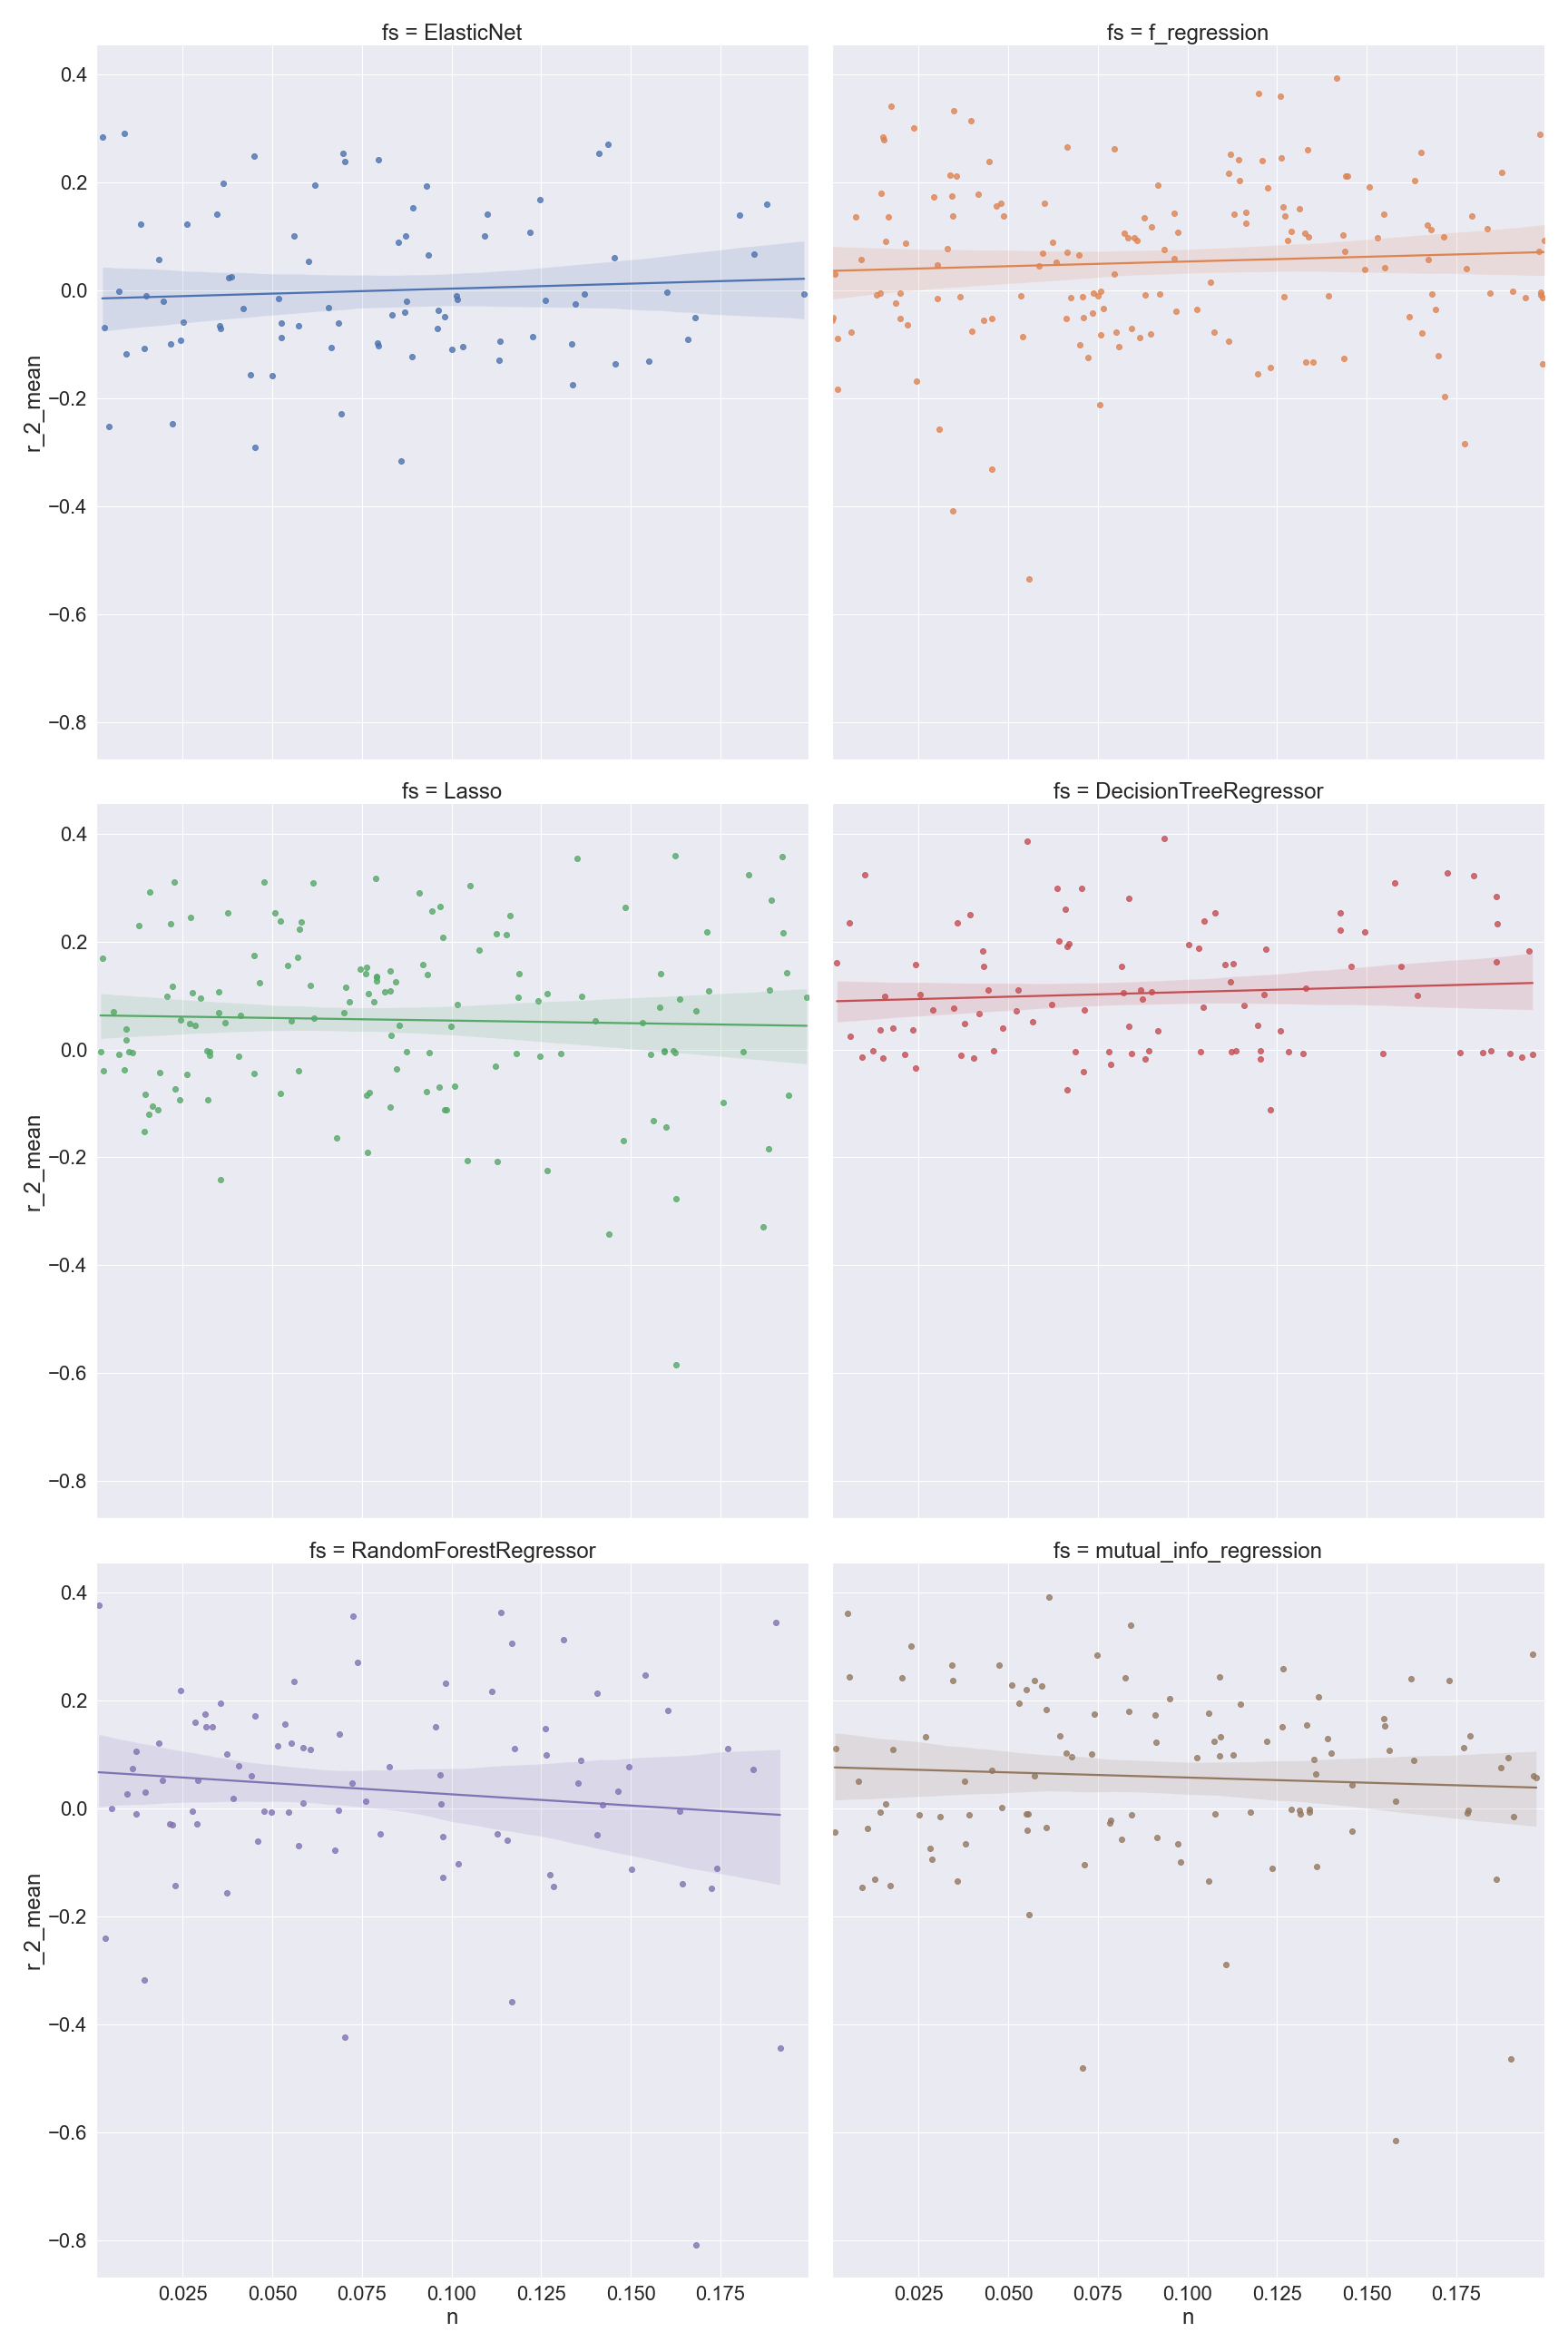 fs = ElasticNet
fs = f_regression
0.4
0.2
0.0
−0.2
−0.4
−0.6
−0.8
r_2_mean
fs = Lasso
fs = DecisionTreeRegressor
0.4
0.2
0.0
−0.2
−0.4
−0.6
−0.8
r_2_mean
fs = RandomForestRegressor
fs = mutual_info_regression
0.4
0.2
0.0
−0.2
−0.4
−0.6
−0.8
r_2_mean
0.025 0.050 0.075 0.100 0.125 0.150 0.175
n
0.025 0.050 0.075 0.100 0.125 0.150 0.175
n